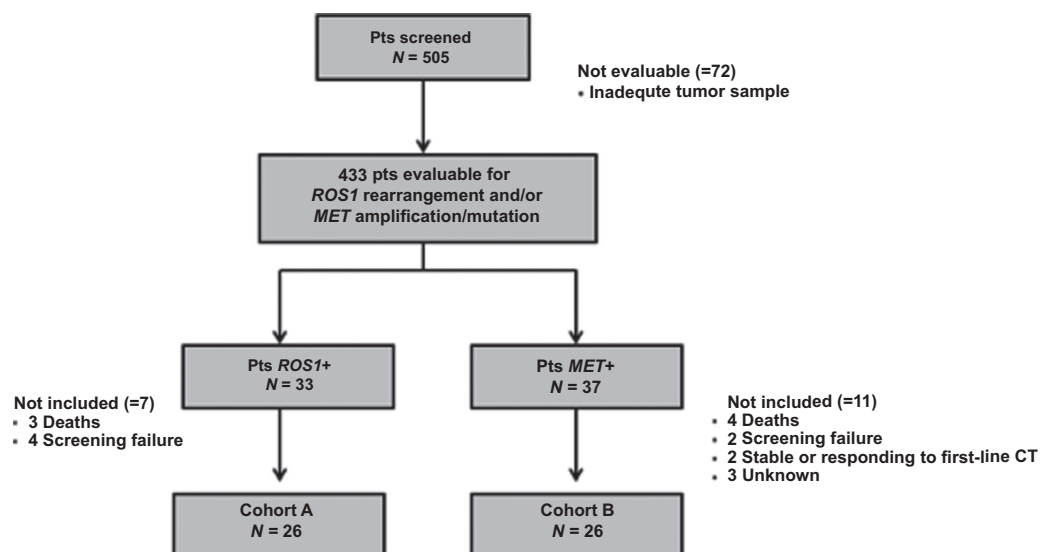 Pts screened
N = 505
Not evaluable (=72)
• Inadequte tumor sample
433 pts evaluable for
ROS1 rearrangement and/or
MET amplification/mutation
Pts ROS1+
N = 33
Pts MET+
N = 37
Not included (=7)
• 3 Deaths
• 4 Screening failure
Not included (=11)
• 4 Deaths
• 2 Screening failure
• 2 Stable or responding to first-line CT
• 3 Unknown
Cohort A
N = 26
Cohort B
N = 26